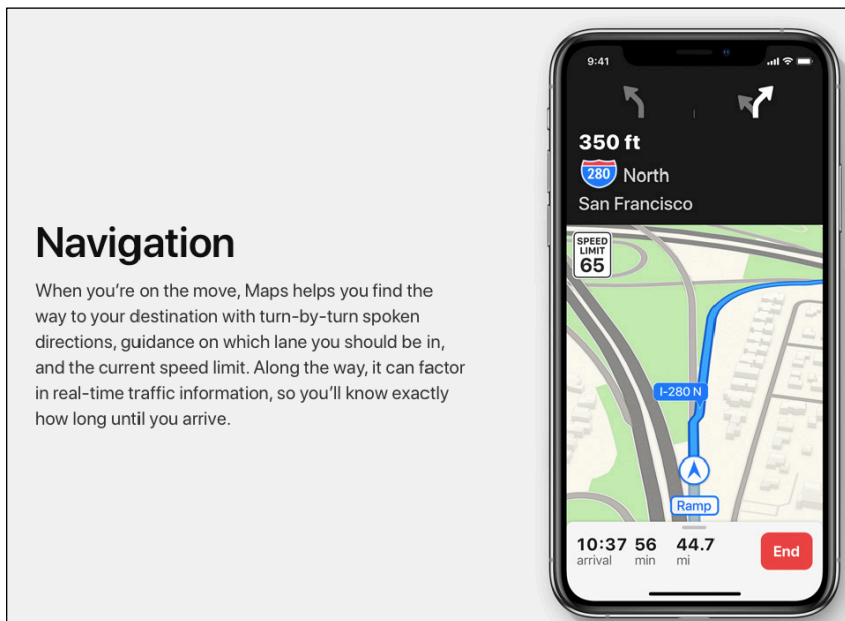 Navigation
When you’re on the move, Maps helps you find the
way to your destination with turn-by-turn spoken
directions, guidance on which lane you should be in,
and the current speed limit. Along the way, it can factor
in real-time traffic information, so you’ll know exactly
how long until you arrive.
9:41
350 ft
280 North
San Francisco
SPEED
LIMIT
65
I-280 N
Ramp
10:37 56 44.7
arrival min mi
End